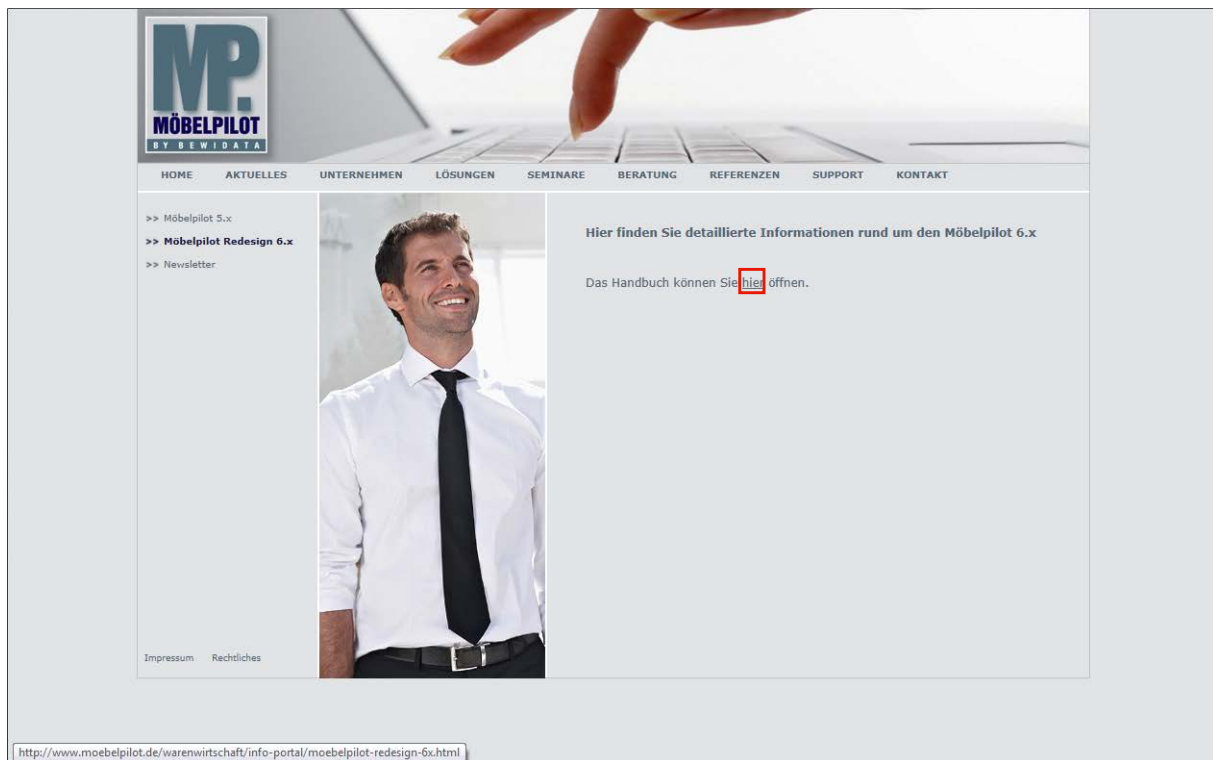 MP.
MÖBELPILOT
BY BEWIDATA
HOME AKTUELLES UNTERNEHMEN LÖSUNGEN SEMINARE BERATUNG REFERENZEN SUPPORT KONTAKT
>> Möbelpilot 5.x
>> Möbelpilot Redesign 6.x
>> Newsletter
Hier finden Sie detaillierte Informationen rund um den Möbelpilot 6.x
Das Handbuch können Sie hier öffnen.
Impressum Rechtliches
http://www.moebelpilot.de/warenwirtschaft/info-portal/moebelpilot-redesign-6x.html